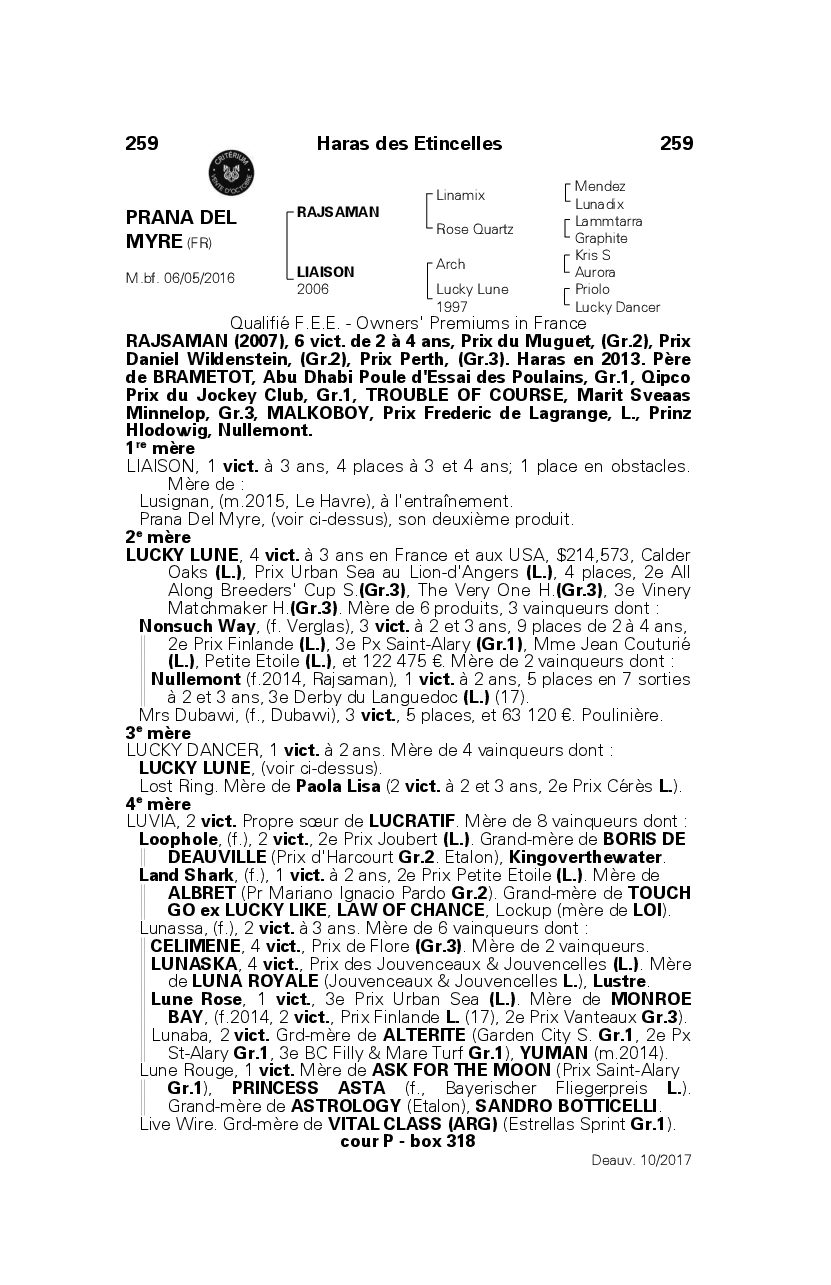 259 Haras des Etincelles 259
CRITÉRIUM
VENTE D'OCTOBRE
Mendez
Linamix
Lunadix
RAJSAMAN
PRANA DEL
Lammtarra
Rose Quartz
MYRE (FR)
Graphite
Kris S
Arch
LIAISON
Aurora
M.bf. 06/05/2016
2006
Lucky Lune
Priolo
1997
Lucky Dancer
Qualifié F.E.E. - Owners' Premiums in France
RAJSAMAN (2007), 6 vict. de 2 à 4 ans, Prix du Muguet, (Gr.2), Prix
Daniel Wildenstein, (Gr.2), Prix Perth, (Gr.3). Haras en 2013. Père
de BRAMETOT, Abu Dhabi Poule d'Essai des Poulains, Gr.1, Qipco
Prix du Jockey Club, Gr.1, TROUBLE OF COURSE, Marit Sveaas
Minnelop, Gr.3, MALKOBOY, Prix Frederic de Lagrange, L., Prinz
Hlodowig, Nullemont.
1re mère
LIAISON, 1 vict. à 3 ans, 4 places à 3 et 4 ans; 1 place en obstacles.
Mère de :
Lusignan, (m.2015, Le Havre), à l'entraînement.
Prana Del Myre, (voir ci-dessus), son deuxième produit.
2e mère
LUCKY LUNE, 4 vict. à 3 ans en France et aux USA, $214,573, Calder
Oaks (L.), Prix Urban Sea au Lion-d'Angers (L.), 4 places, 2e All
Along Breeders' Cup S.(Gr.3), The Very One H.(Gr.3), 3e Vinery
Matchmaker H.(Gr.3). Mère de 6 produits, 3 vainqueurs dont :
Nonsuch Way, (f. Verglas), 3 vict. à 2 et 3 ans, 9 places de 2 à 4 ans,
2e Prix Finlande (L.), 3e Px Saint-Alary (Gr.1), Mme Jean Couturié
(L.), Petite Etoile (L.), et 122 475 €. Mère de 2 vainqueurs dont :
Nullemont (f.2014, Rajsaman), 1 vict. à 2 ans, 5 places en 7 sorties
à 2 et 3 ans, 3e Derby du Languedoc (L.) (17).
Mrs Dubawi, (f., Dubawi), 3 vict., 5 places, et 63 120 €. Poulinière.
3e mère
LUCKY DANCER, 1 vict. à 2 ans. Mère de 4 vainqueurs dont :
LUCKY LUNE, (voir ci-dessus).
Lost Ring. Mère de Paola Lisa (2 vict. à 2 et 3 ans, 2e Prix Cérès L.).
4e mère
LUVIA, 2 vict. Propre sœur de LUCRATIF. Mère de 8 vainqueurs dont :
Loophole, (f.), 2 vict., 2e Prix Joubert (L.). Grand-mère de BORIS DE
DEAUVILLE (Prix d'Harcourt Gr.2. Etalon), Kingoverthewater.
Land Shark, (f.), 1 vict. à 2 ans, 2e Prix Petite Etoile (L.). Mère de
ALBRET (Pr Mariano Ignacio Pardo Gr.2). Grand-mère de TOUCH
GO ex LUCKY LIKE, LAW OF CHANCE, Lockup (mère de LOI).
Lunassa, (f.), 2 vict. à 3 ans. Mère de 6 vainqueurs dont :
CELIMENE, 4 vict., Prix de Flore (Gr.3). Mère de 2 vainqueurs.
LUNASKA, 4 vict., Prix des Jouvenceaux & Jouvencelles (L.). Mère
de LUNA ROYALE (Jouvenceaux & Jouvencelles L.), Lustre.
Lune Rose, 1 vict., 3e Prix Urban Sea (L.). Mère de MONROE
BAY, (f.2014, 2 vict., Prix Finlande L. (17), 2e Prix Vanteaux Gr.3).
Lunaba, 2 vict. Grd-mère de ALTERITE (Garden City S. Gr.1, 2e Px
St-Alary Gr.1, 3e BC Filly & Mare Turf Gr.1), YUMAN (m.2014).
Lune Rouge, 1 vict. Mère de ASK FOR THE MOON (Prix Saint-Alary
Gr.1), PRINCESS ASTA (f., Bayerischer Fliegerpreis L.).
Grand-mère de ASTROLOGY (Etalon), SANDRO BOTTICELLI.
Live Wire. Grd-mère de VITAL CLASS (ARG) (Estrellas Sprint Gr.1).
cour P - box 318
Deauv. 10/2017